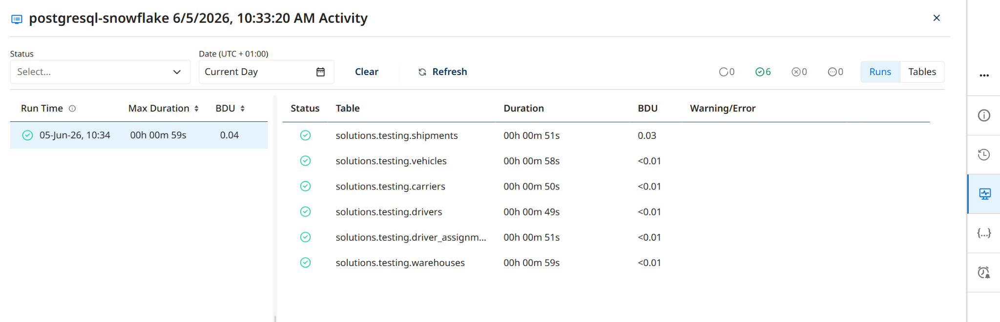 postgresql-snowflake 6/5/2026, 10:33:20 AM Activity
Status
Date (UTC + 01:00)
Select...
Current Day
Clear
Refresh
0
6
0
0
Runs
Tables
Run Time
Max Duration
BDU
05-Jun-26, 10:34
00h 00m 59s
0.04
Status Table Duration BDU Warning/Error
solutions.testing.shipments 00h 00m 51s 0.03
solutions.testing.vehicles 00h 00m 58s <0.01
solutions.testing.carriers 00h 00m 50s <0.01
solutions.testing.drivers 00h 00m 49s <0.01
solutions.testing.driver_assignm... 00h 00m 51s <0.01
solutions.testing.warehouses 00h 00m 59s <0.01